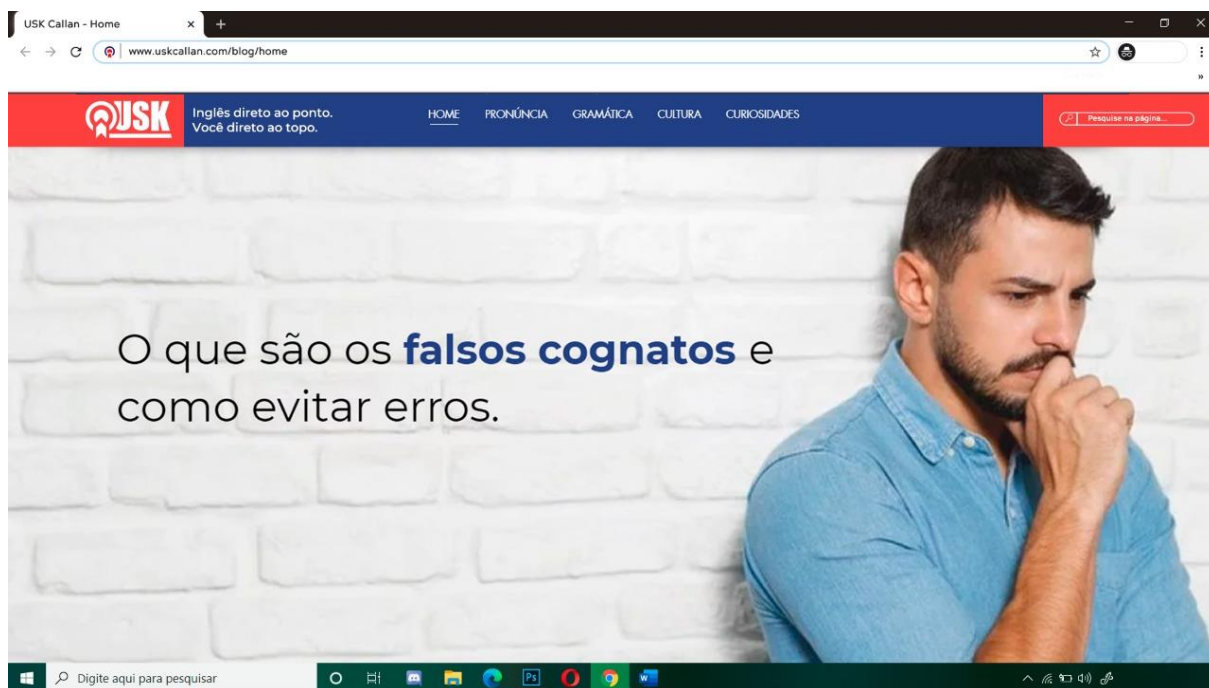 USK Callan - Home
www.uskcallan.com/blog/home
USK
Inglês direto ao ponto.
Você direto ao topo.
HOME PRONÚNCIA GRAMÁTICA CULTURA CURIOSIDADES
Pesquise na página...
O que são os falsos cognatos e
como evitar erros.
Digite aqui para pesquisar
Ps
W